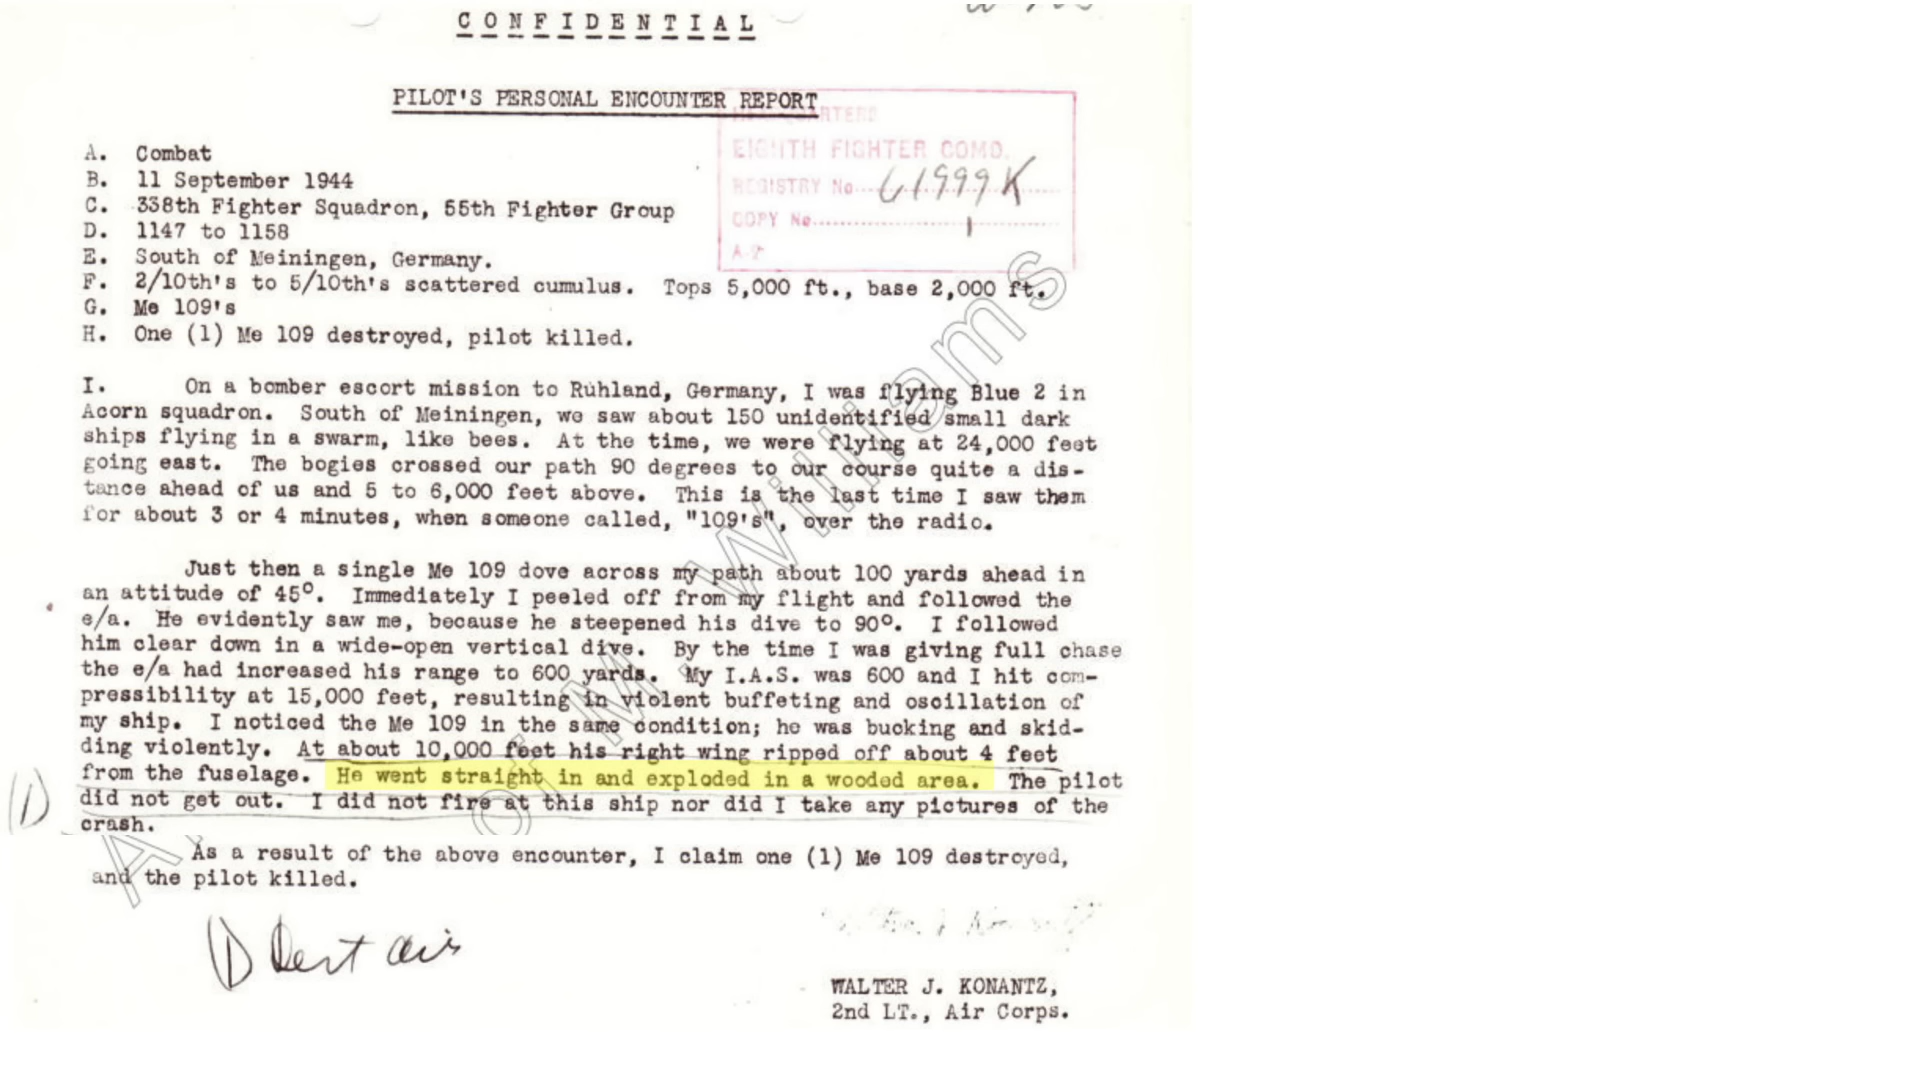 CONFIDENTIAL
PILOT'S PERSONAL ENCOUNTER REPORT
HEADQUARTERS
EIGHTH FIGHTER COMD.
REGISTRY No. 61999K
COPY No. 1
A-2
A. Combat
B. 11 September 1944
C. 338th Fighter Squadron, 55th Fighter Group
D. 1147 to 1158
E. South of Meiningen, Germany.
F. 2/10th's to 5/10th's scattered cumulus. Tops 5,000 ft., base 2,000 ft.
G. Me 109's
H. One (1) Me 109 destroyed, pilot killed.
I. On a bomber escort mission to Ruhland, Germany, I was flying Blue 2 in
Acorn squadron. South of Meiningen, we saw about 150 unidentified small dark
ships flying in a swarm, like bees. At the time, we were flying at 24,000 feet
going east. The bogies crossed our path 90 degrees to our course quite a dis-
tance ahead of us and 5 to 6,000 feet above. This is the last time I saw them
for about 3 or 4 minutes, when someone called, "109's", over the radio.
Just then a single Me 109 dove across my path about 100 yards ahead in
an attitude of 45°. Immediately I peeled off from my flight and followed the
e/a. He evidently saw me, because he steepened his dive to 90°. I followed
him clear down in a wide-open vertical dive. By the time I was giving full chase
the e/a had increased his range to 600 yards. My I.A.S. was 600 and I hit com-
pressibility at 15,000 feet, resulting in violent buffeting and oscillation of
my ship. I noticed the Me 109 in the same condition; he was bucking and skid-
ding violently. At about 10,000 feet his right wing ripped off about 4 feet
from the fuselage. He went straight in and exploded in a wooded area. The pilot
did not get out. I did not fire at this ship nor did I take any pictures of the
crash.
(1)
As a result of the above encounter, I claim one (1) Me 109 destroyed,
and the pilot killed.
WALTER J. KONANTZ,
2nd LT., Air Corps.
of M. Williams